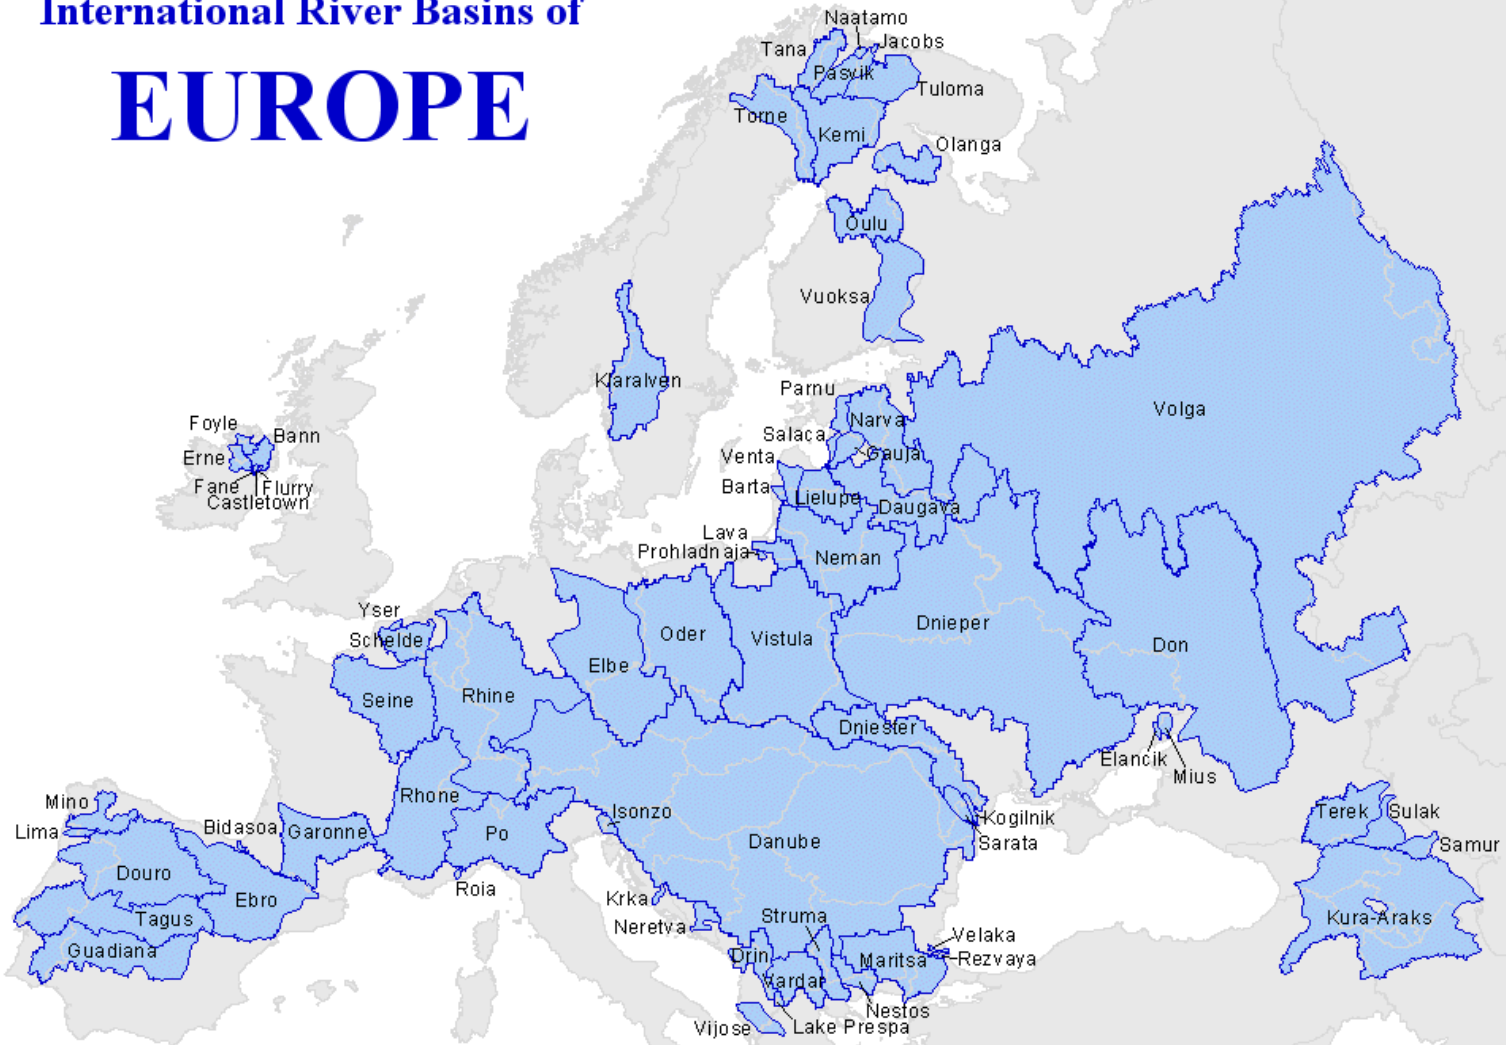 International River Basins of
EUROPE
Naatamo
Jacobs
Tana
Pasvik
Tuloma
Torne
Kemi
Olanga
Oulu
Vuoksa
Klaralven
Parnu
Volga
Narva
Foyle
Bann
Salaca
Gauja
Erne
Venta
Fane
Flurry
Barta
Lielupe
Castletown
Daugava
Lava
Prohladnaja
Neman
Yser
Schelde
Oder
Vistula
Dnieper
Don
Elbe
Seine
Rhine
Dniester
Elancik
Mius
Rhone
Mino
Lima
Bidasoa
Garonne
Po
Isonzo
Danube
Kogilnik
Sarata
Terek
Sulak
Samur
Douro
Roia
Ebro
Krka
Tagus
Struma
Kura-Araks
Neretva
Guadiana
Velaka
Drin
Maritsa
Rezvaya
Vardar
Nestos
Vijose
Lake Prespa